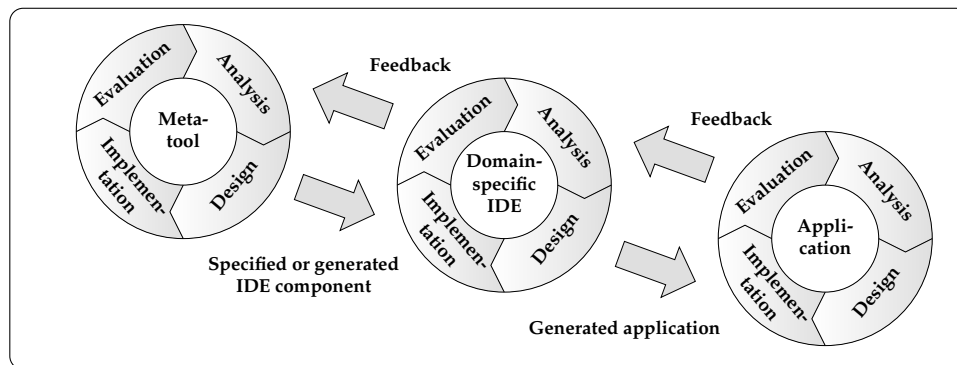 Evaluation
Analysis
Meta-
tool
Implemen-
tation
Design
Feedback
Specified or generated
IDE component
Evaluation
Analysis
Domain-
specific
IDE
Implemen-
tation
Design
Feedback
Generated application
Evaluation
Analysis
Appli-
cation
Implemen-
tation
Design